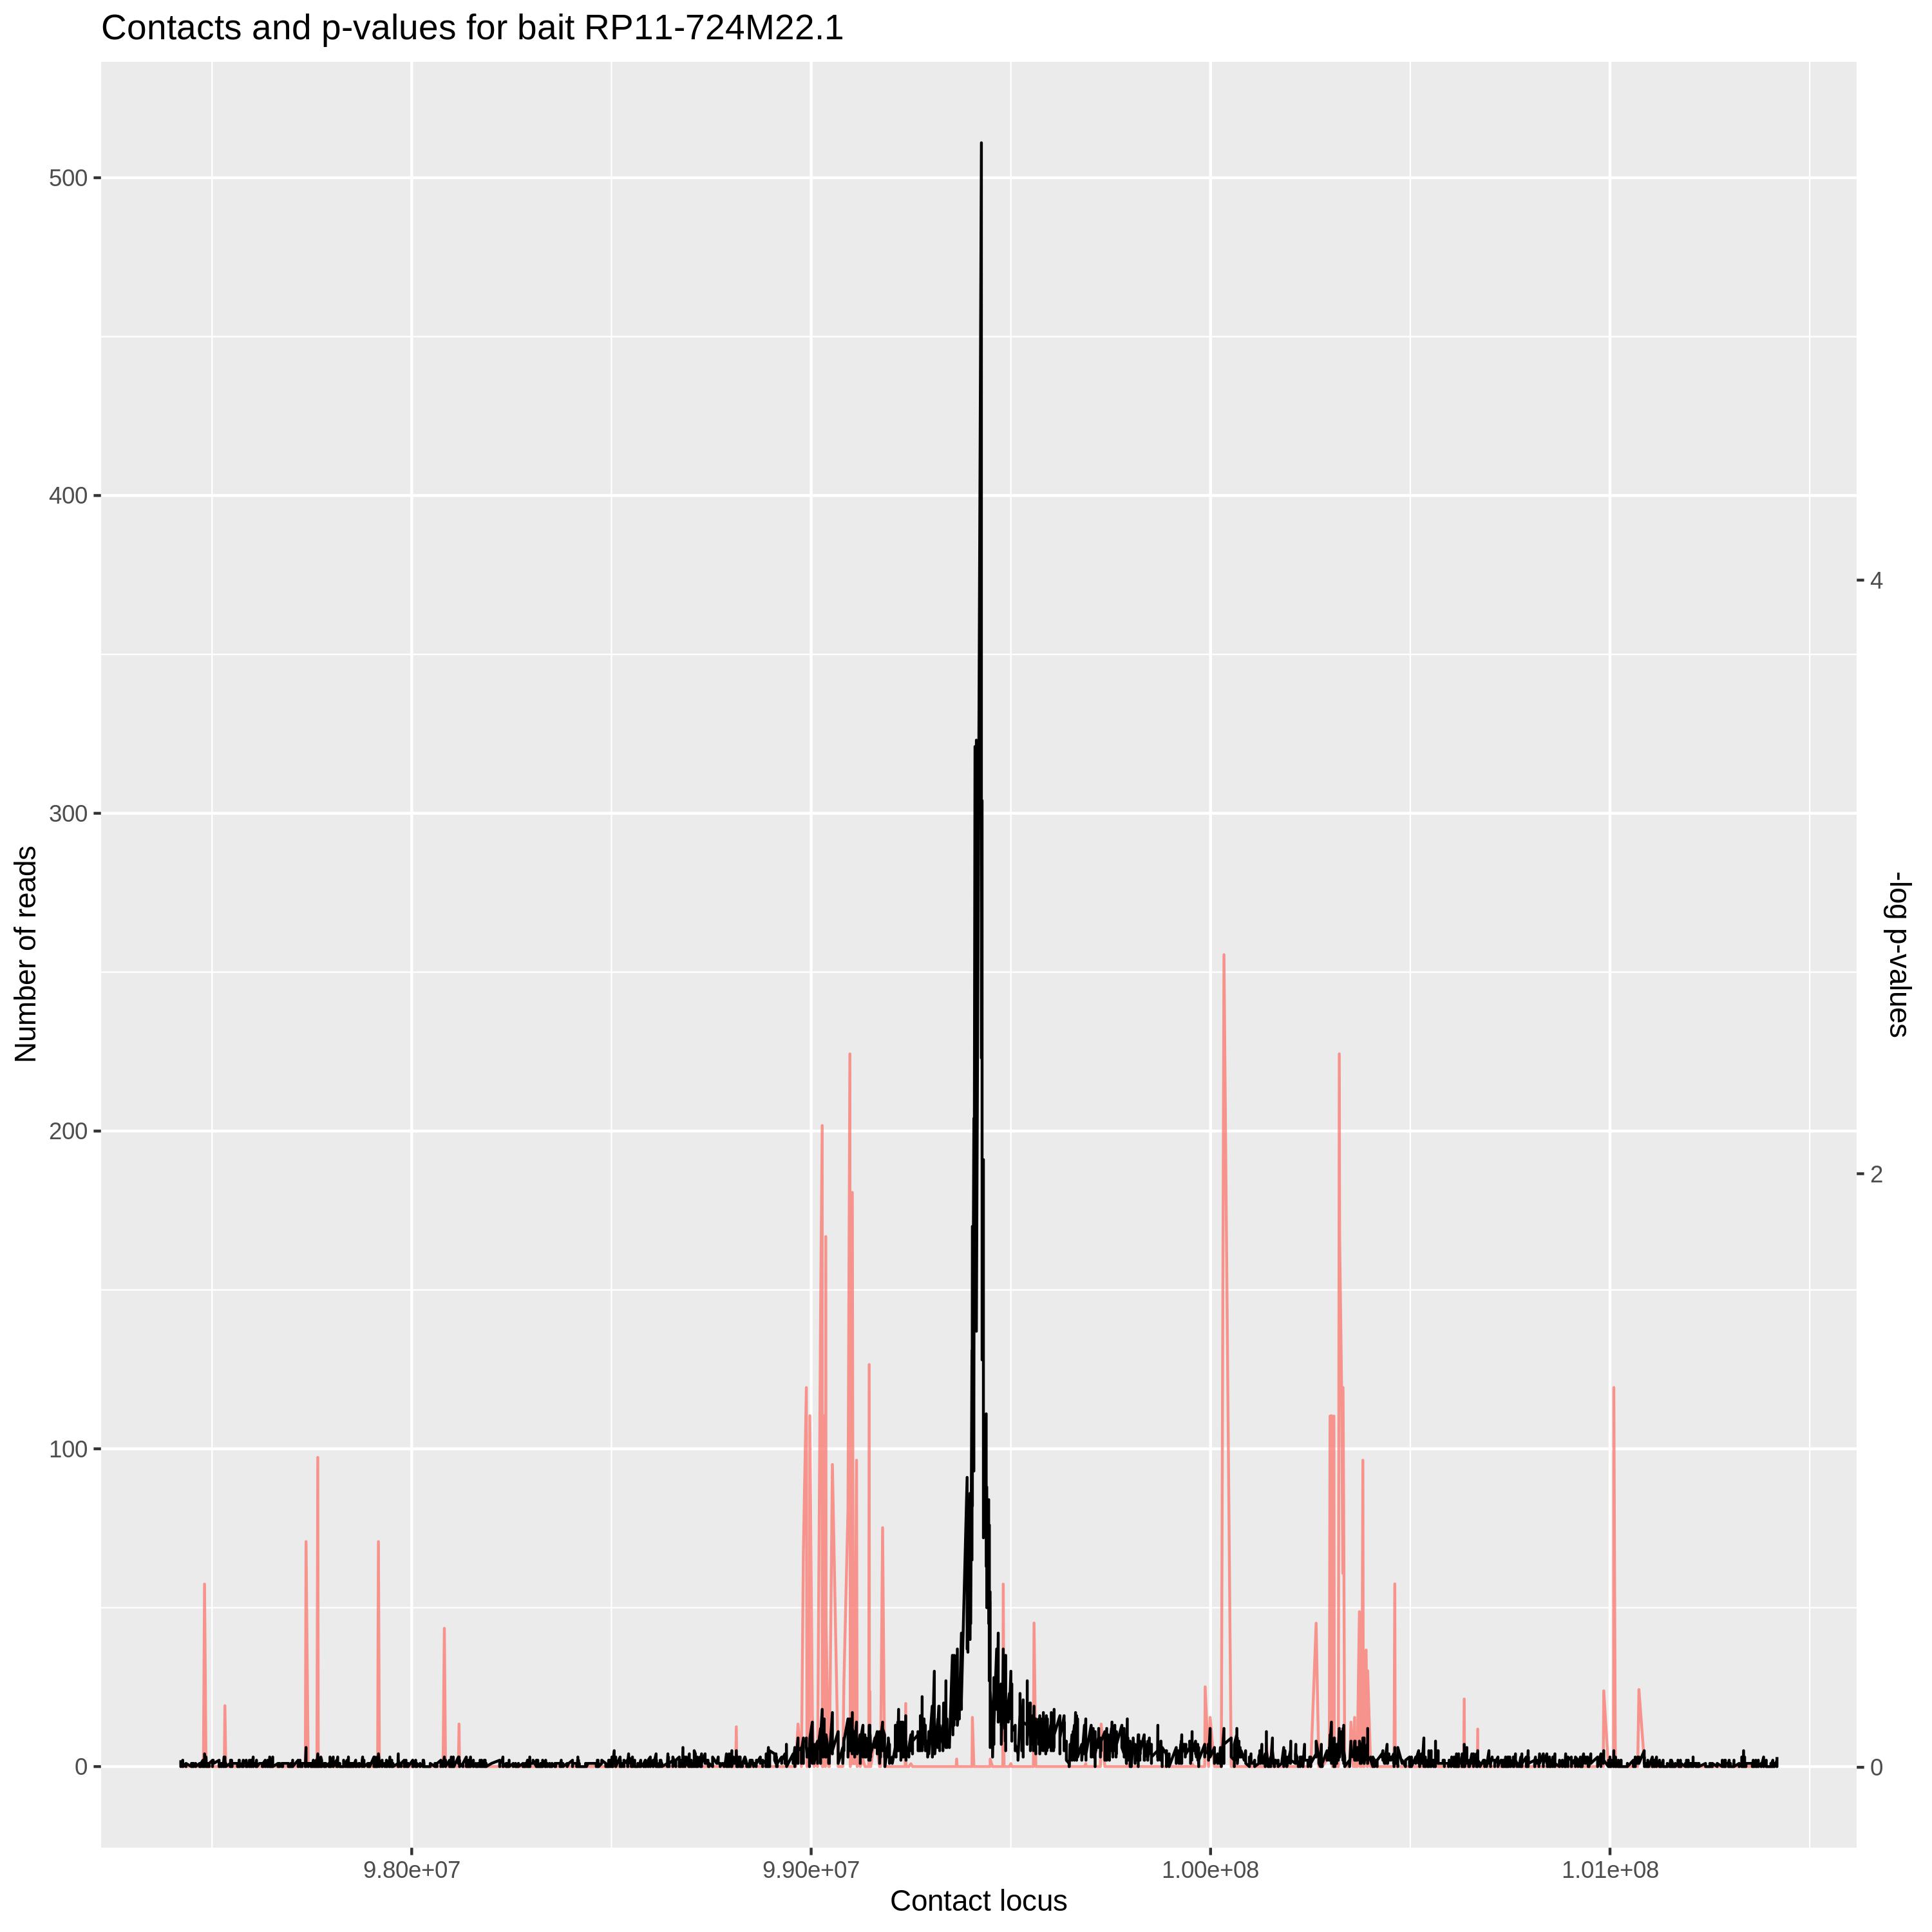 Contacts and p-values for bait RP11-724M22.1
500
400
300
200
100
0
Number of reads
4
2
0
-log p-values
9.80e+07
9.90e+07
1.00e+08
1.01e+08
Contact locus